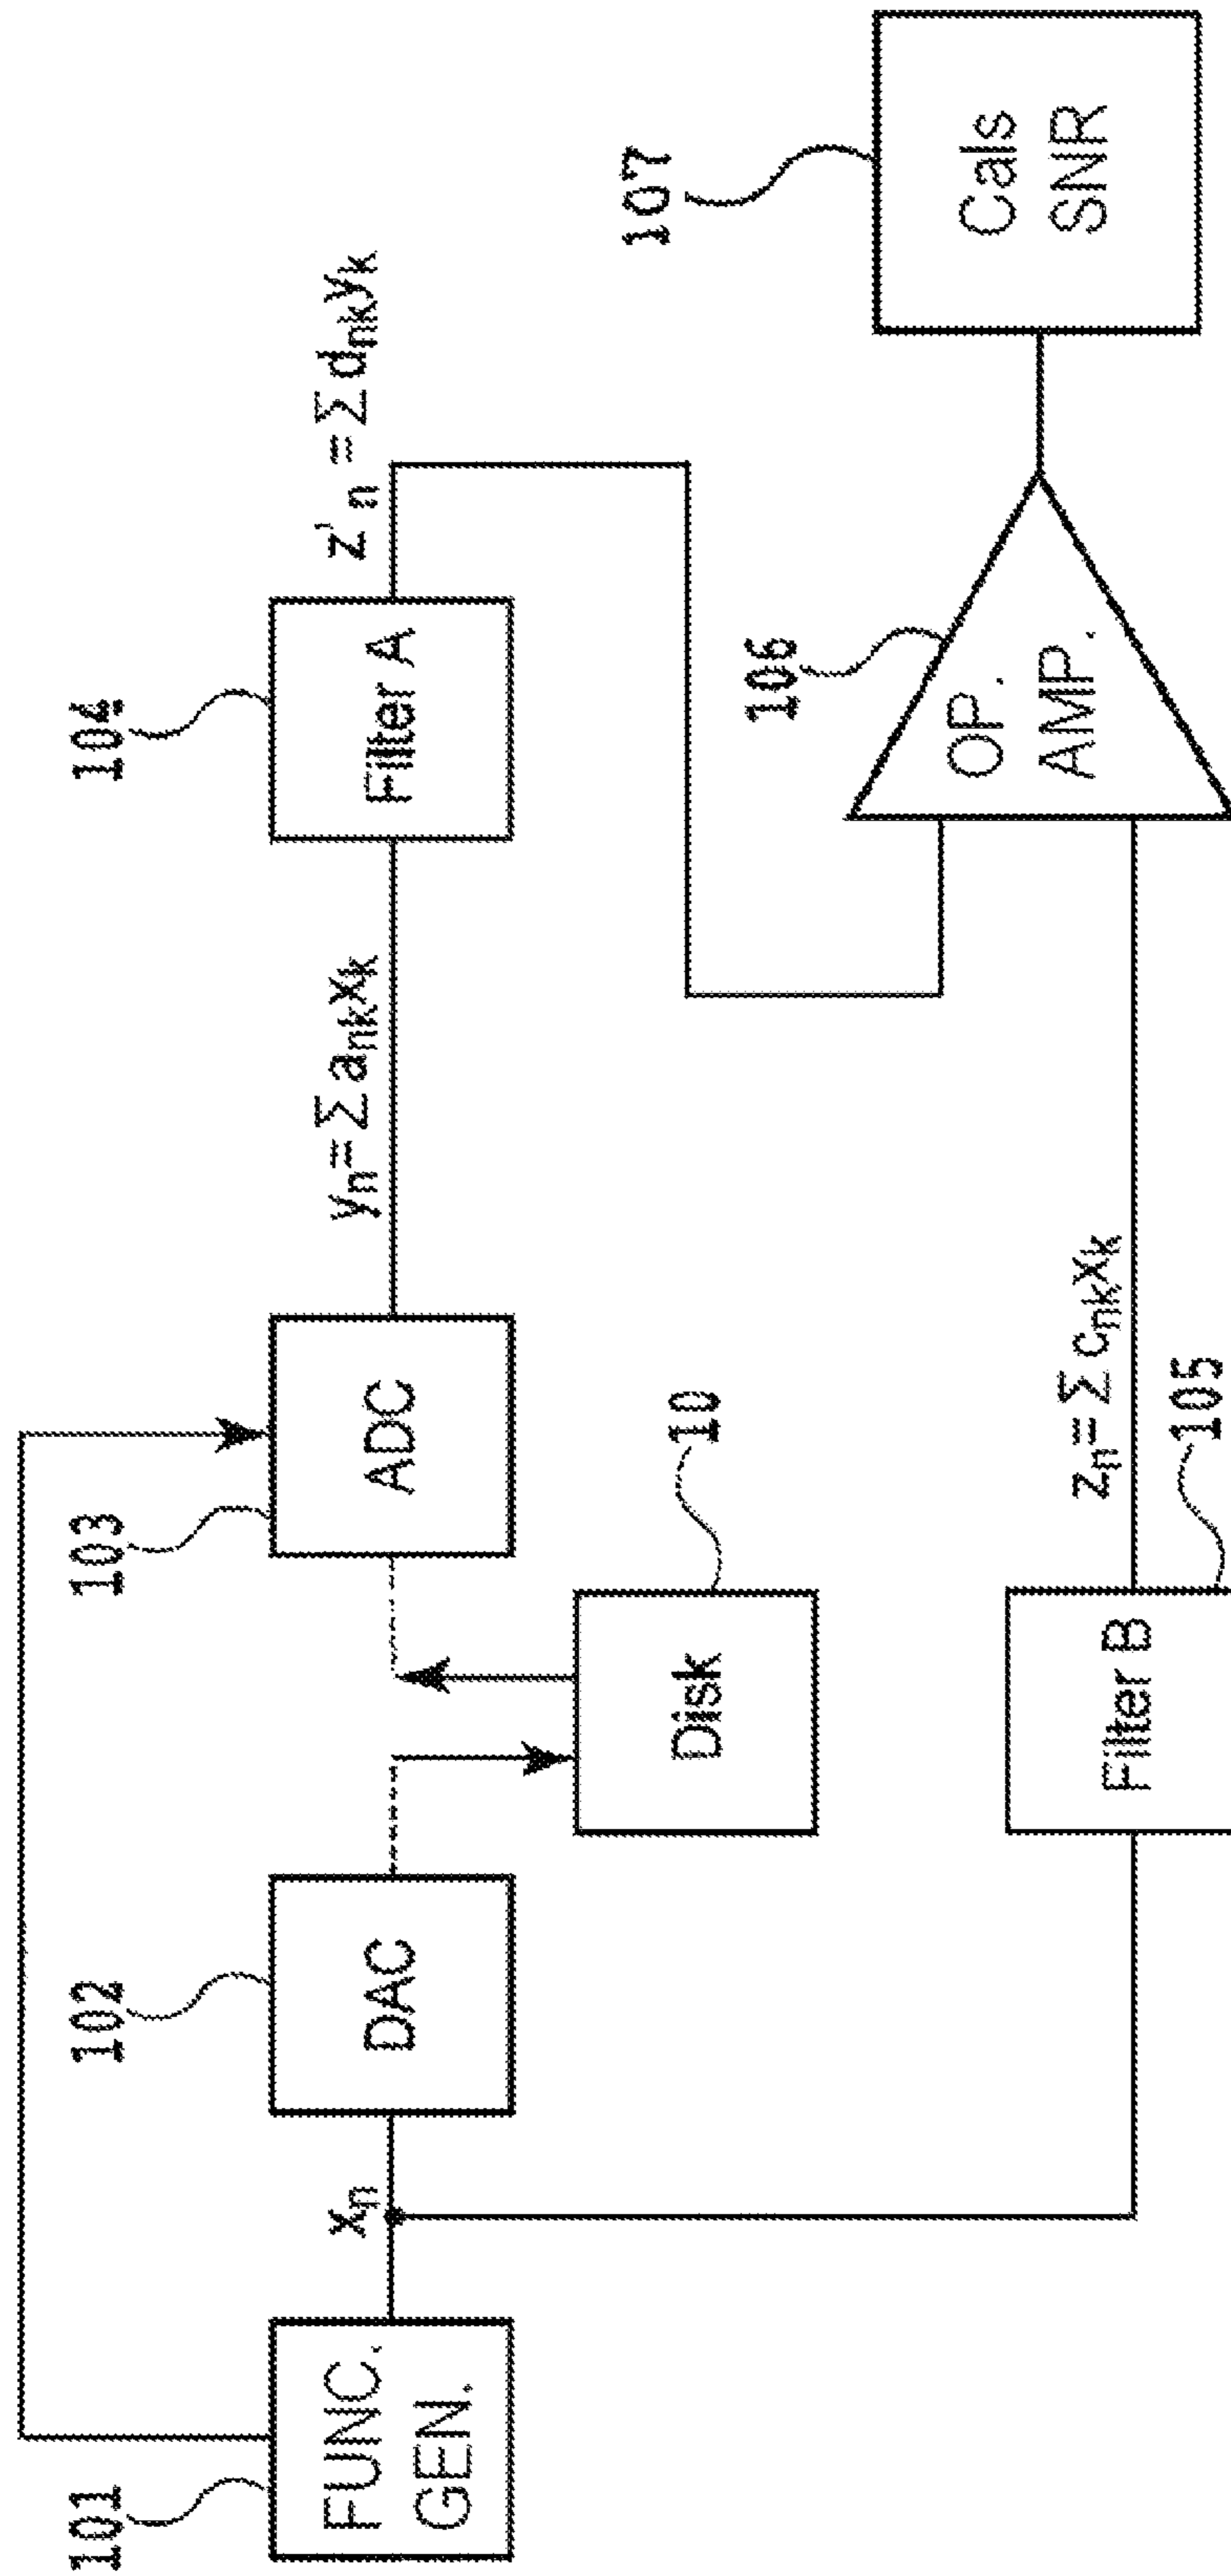 101
FUNC.
GEN.
xn
102
DAC
103
ADC
yn = Σ ankxk
104
Filter A
z'n = Σ dnkyk
Disk
10
Filter B
105
zn = Σ cnkxk
106
OP.
AMP.
107
Cals
SNR